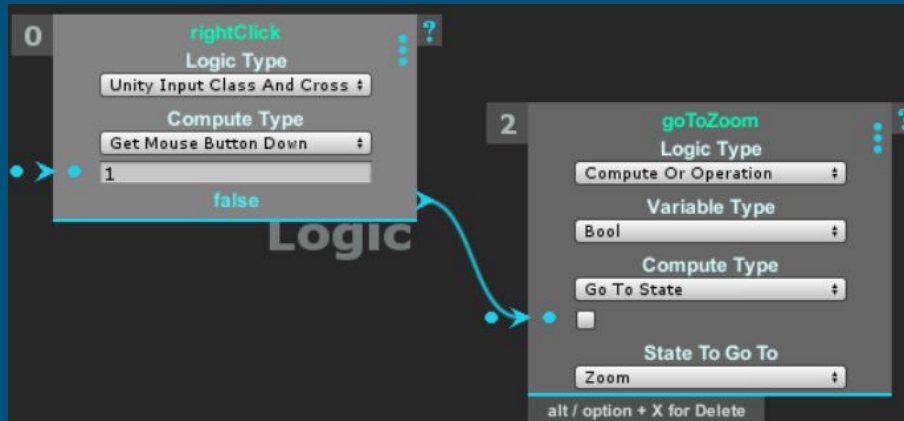 0
rightClick
?
Logic Type
Unity Input Class And Cross
Compute Type
Get Mouse Button Down
1
false
Logic
2
goToZoom
?
Logic Type
Compute Or Operation
Variable Type
Bool
Compute Type
Go To State
State To Go To
Zoom
alt / option + X for Delete